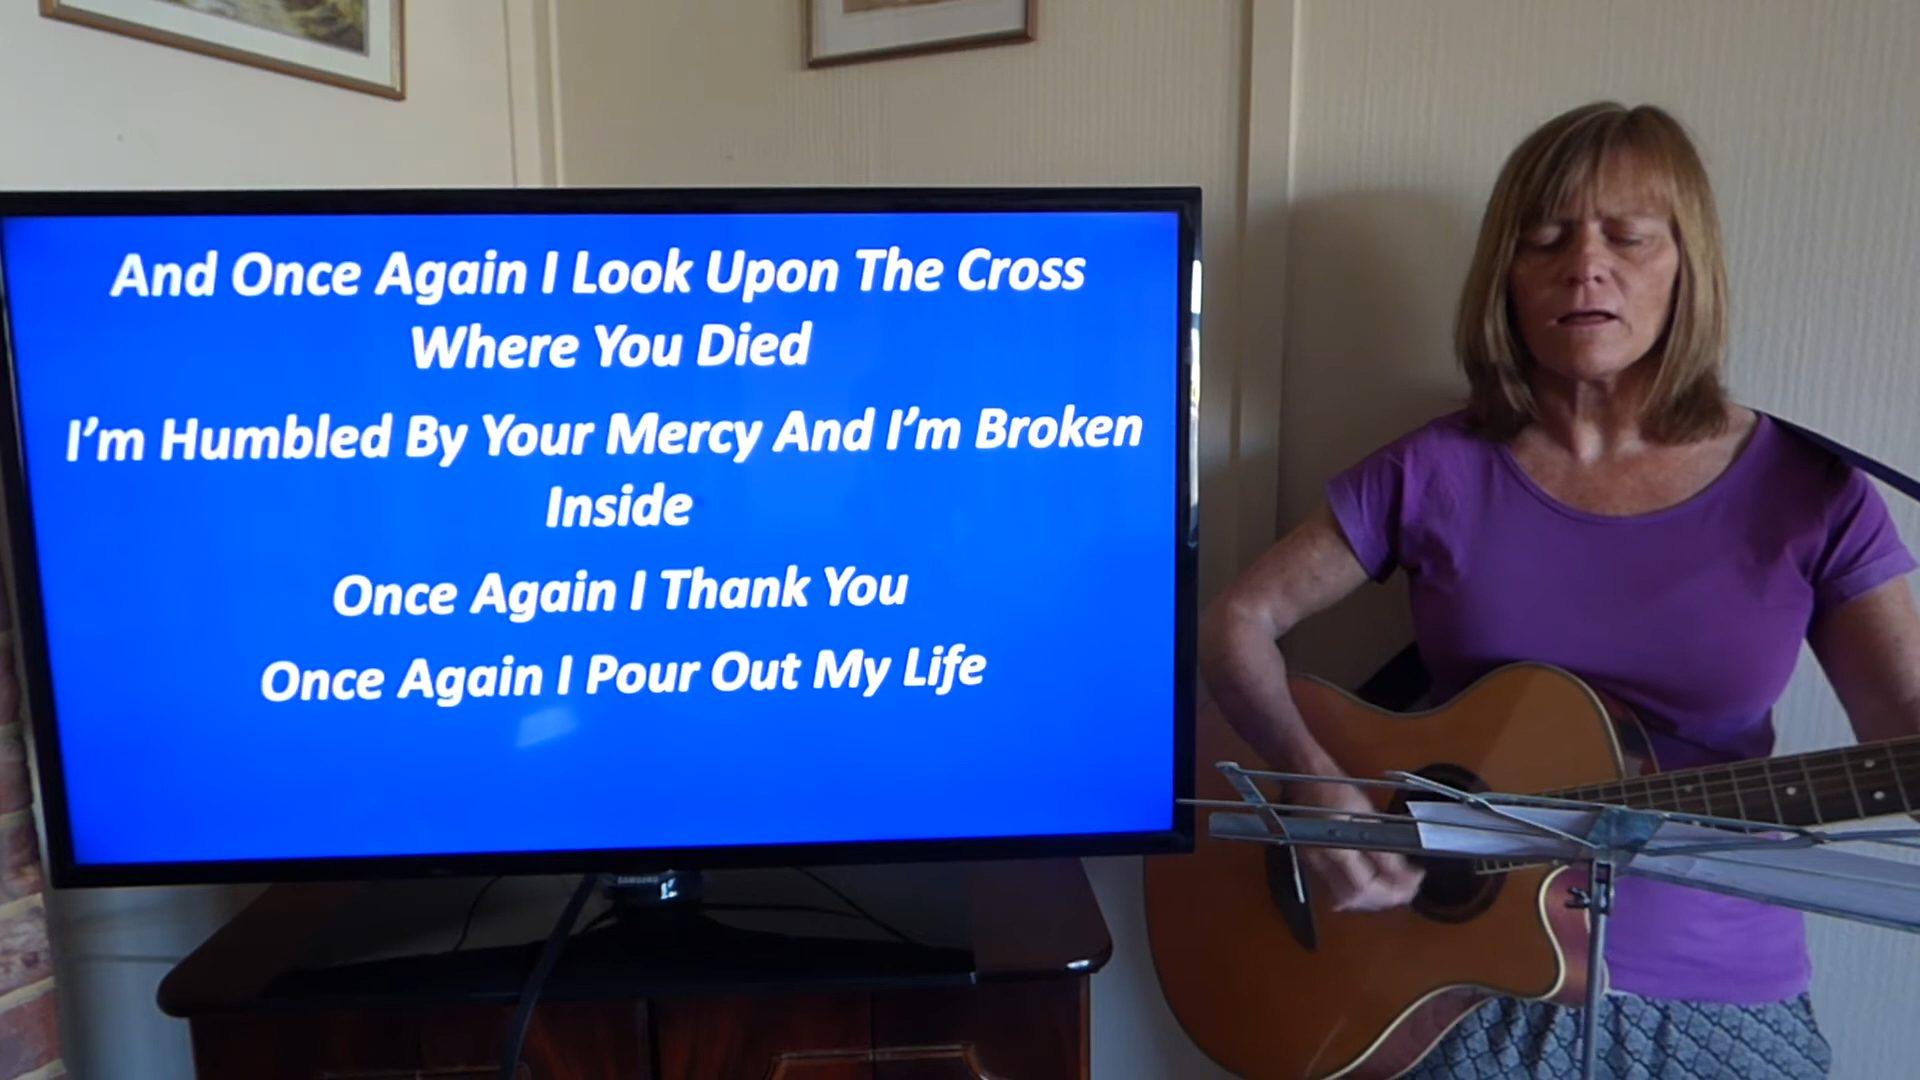 And Once Again I Look Upon The Cross
Where You Died
I'm Humbled By Your Mercy And I'm Broken
Inside
Once Again I Thank You
Once Again I Pour Out My Life
SAMSUNG